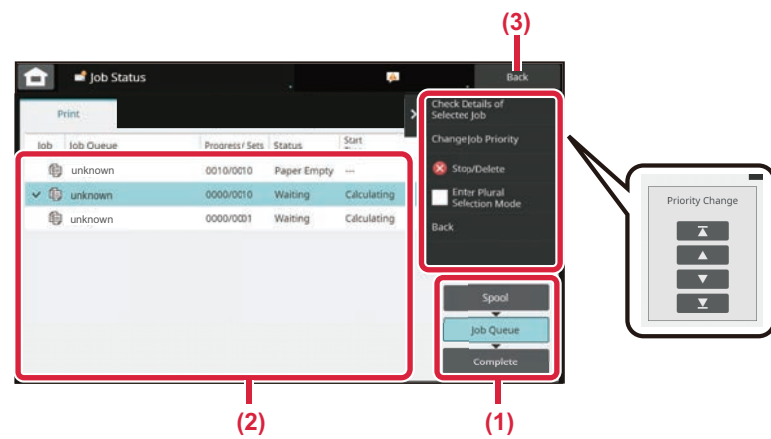 (3)
Job Status
Back
Print
Check Details of
Selected Job
Job Job Queue Progress/ Sets Status Start
Change Job Priority
unknown 0010/0010 Paper Empty ---
Stop/Delete
unknown 0000/0010 Waiting Calculating
Enter Plural
Selection Mode
unknown 0000/0001 Waiting Calculating
Back
Priority Change
Spool
Job Queue
Complete
(2)
(1)